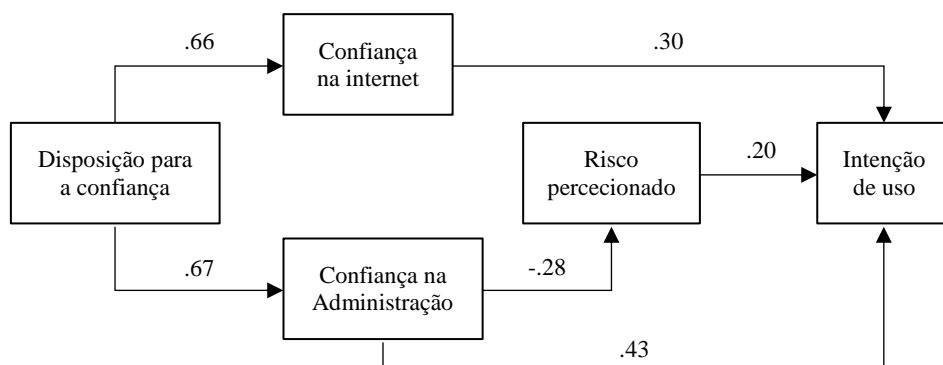 .66
Confiança
na internet
.30
Disposição para
a confiança
Risco
percecionado
.20
Intenção
de uso
.67
Confiança na
Administração
-.28
.43